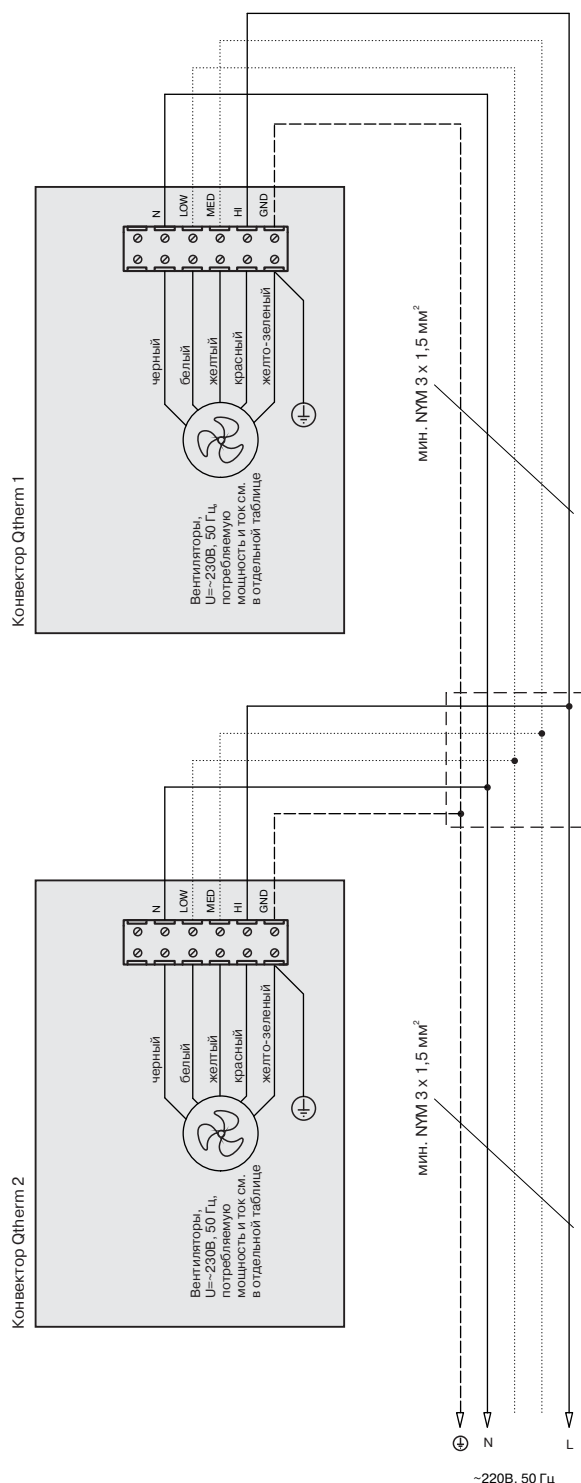 Конвектор Qtherm 1
N
LOW
MED
HI
GND
черный
белый
желтый
красный
желто-зеленый
Вентиляторы,
U=~230В, 50 Гц,
потребляемую
мощность и ток см.
в отдельной таблице
мин. NYM 3 x 1,5 мм²
Конвектор Qtherm 2
N
LOW
MED
HI
GND
черный
белый
желтый
красный
желто-зеленый
Вентиляторы,
U=~230В, 50 Гц,
потребляемую
мощность и ток см.
в отдельной таблице
мин. NYM 3 x 1,5 мм²
N
L
~220В, 50 Гц